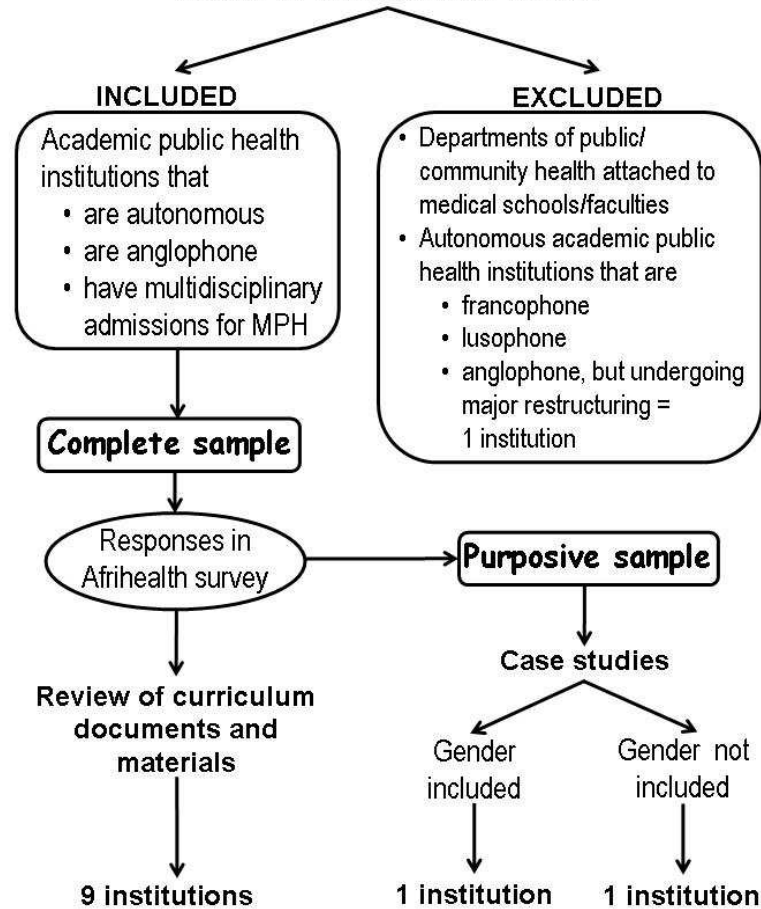 INCLUDED
Academic public health
institutions that
• are autonomous
• are anglophone
• have multidisciplinary
admissions for MPH
EXCLUDED
• Departments of public/
community health attached to
medical schools/faculties
• Autonomous academic public
health institutions that are
• francophone
• lusophone
• anglophone, but undergoing
major restructuring =
1 institution
Complete sample
Responses in
Afrihealth survey
Purposive sample
Review of curriculum
documents and
materials
9 institutions
Case studies
Gender
included
1 institution
Gender not
included
1 institution